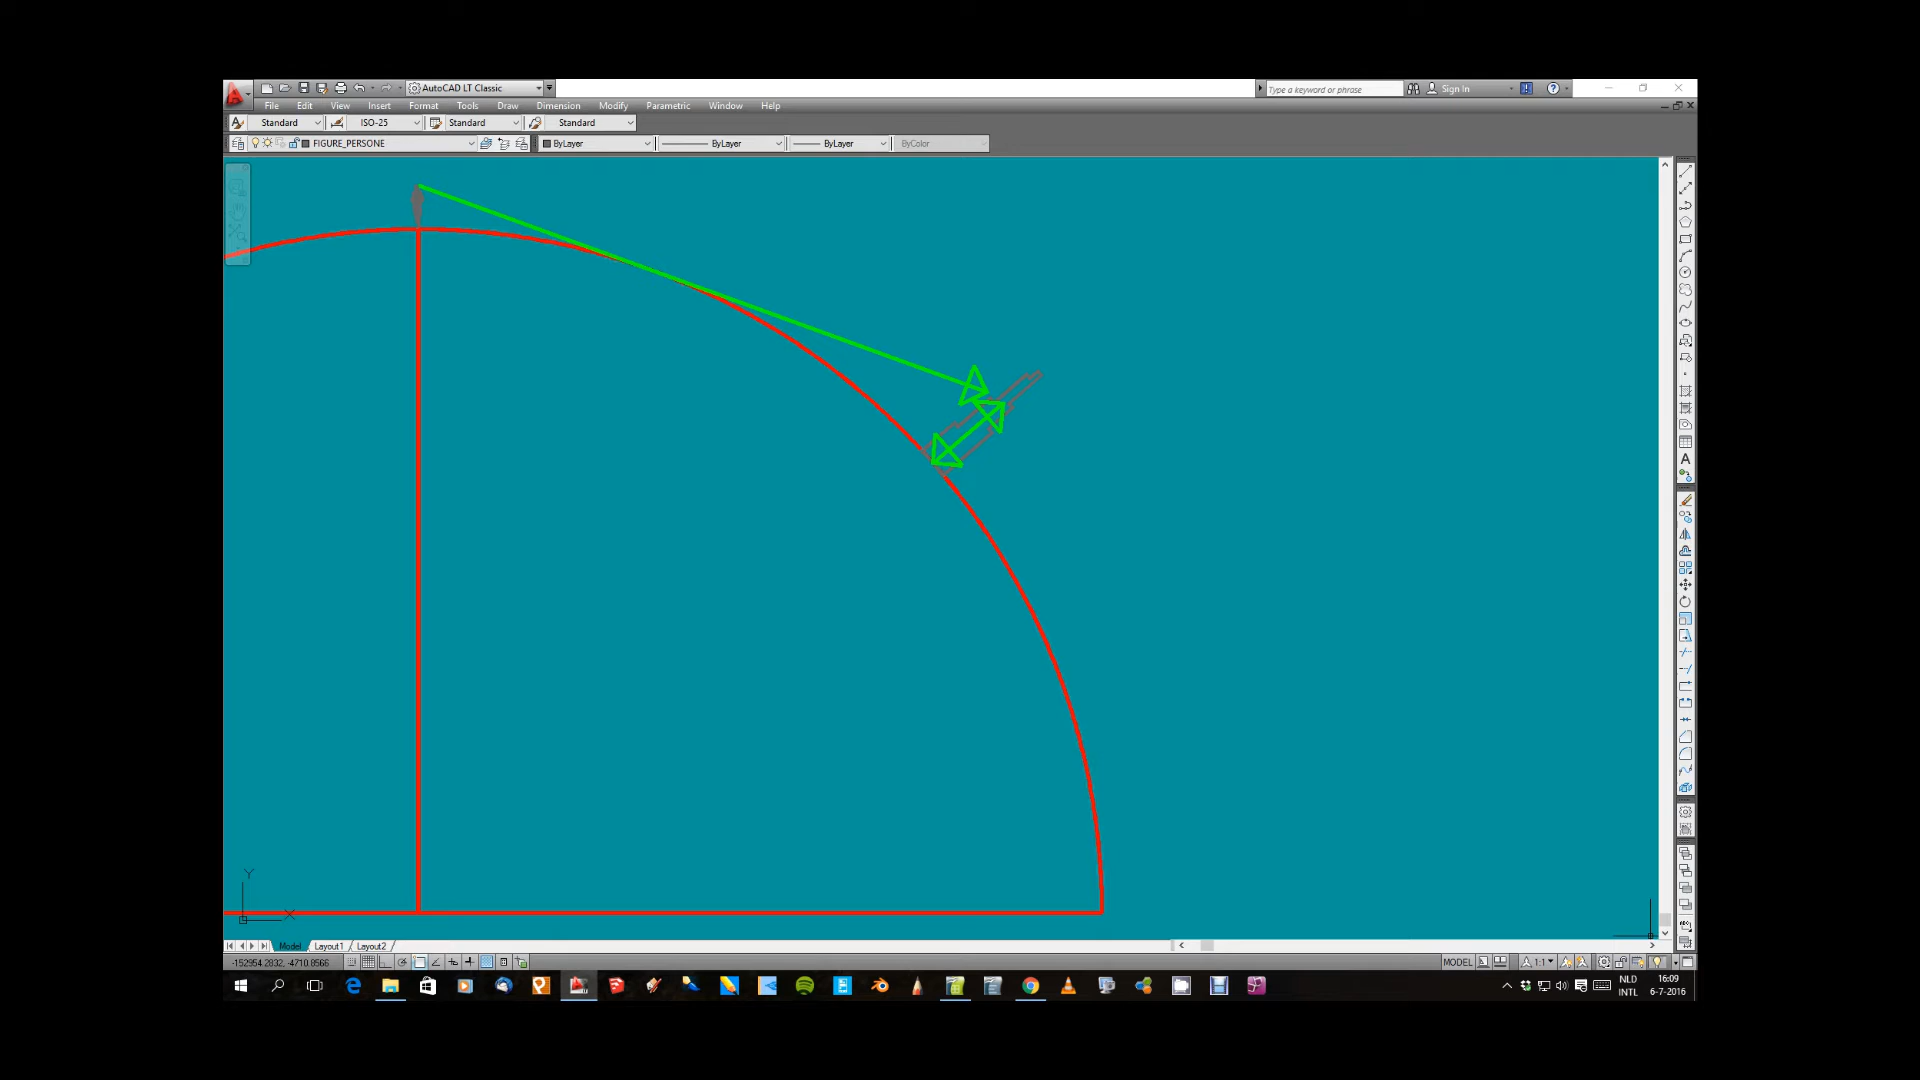 AutoCAD LT Classic
Type a keyword or phrase
Sign In
File Edit View Insert Format Tools Draw Dimension Modify Parametric Window Help
Standard ISO-25 Standard Standard
FIGURE_PERSONE ByLayer ByLayer ByLayer ByColor
Y
X
Model Layout1 Layout2
-152954.2832, -4710.8566 MODEL 1:1
NLD 16:09
INTL 6-7-2016